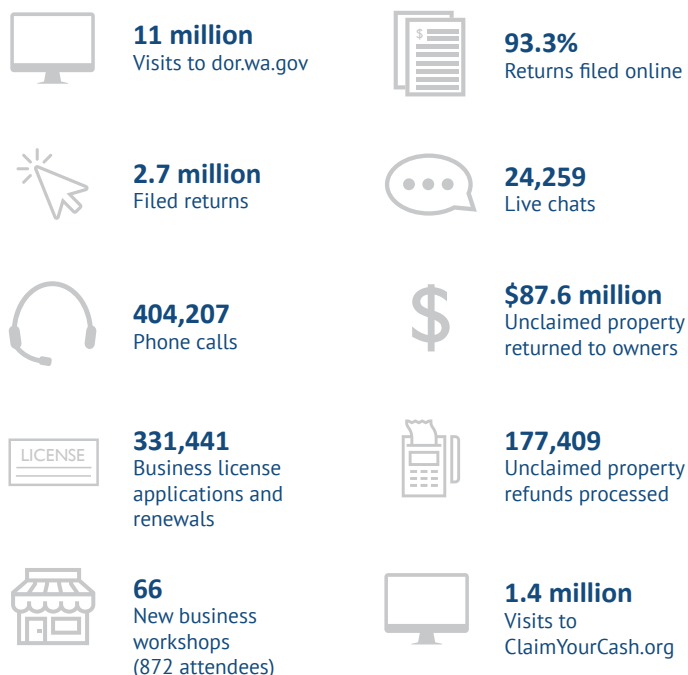 11 million
Visits to dor.wa.gov
$
93.3%
Returns filed online
2.7 million
Filed returns
24,259
Live chats
404,207
Phone calls
$
$87.6 million
Unclaimed property
returned to owners
LICENSE
331,441
Business license
applications and
renewals
177,409
Unclaimed property
refunds processed
66
New business
workshops
(872 attendees)
1.4 million
Visits to
ClaimYourCash.org